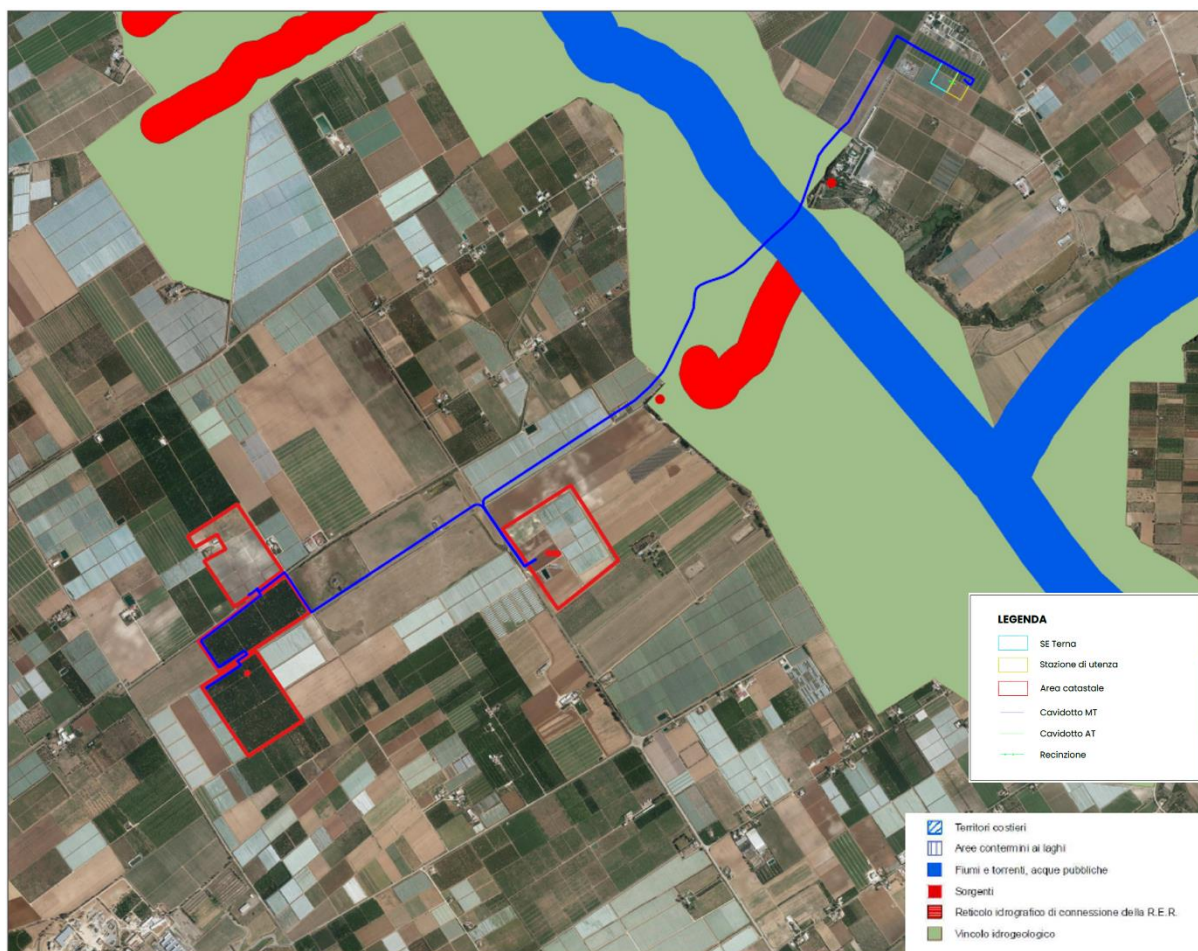 LEGENDA
SE Terna
Stazione di utenza
Area catastale
Cavidotto MT
Cavidotto AT
Recinzione
Territori costieri
Aree contermini ai laghi
Fiumi e torrenti, acque pubbliche
Sorgenti
Reticolo idrografico di connessione della R.E.R.
Vincolo idrogeologico